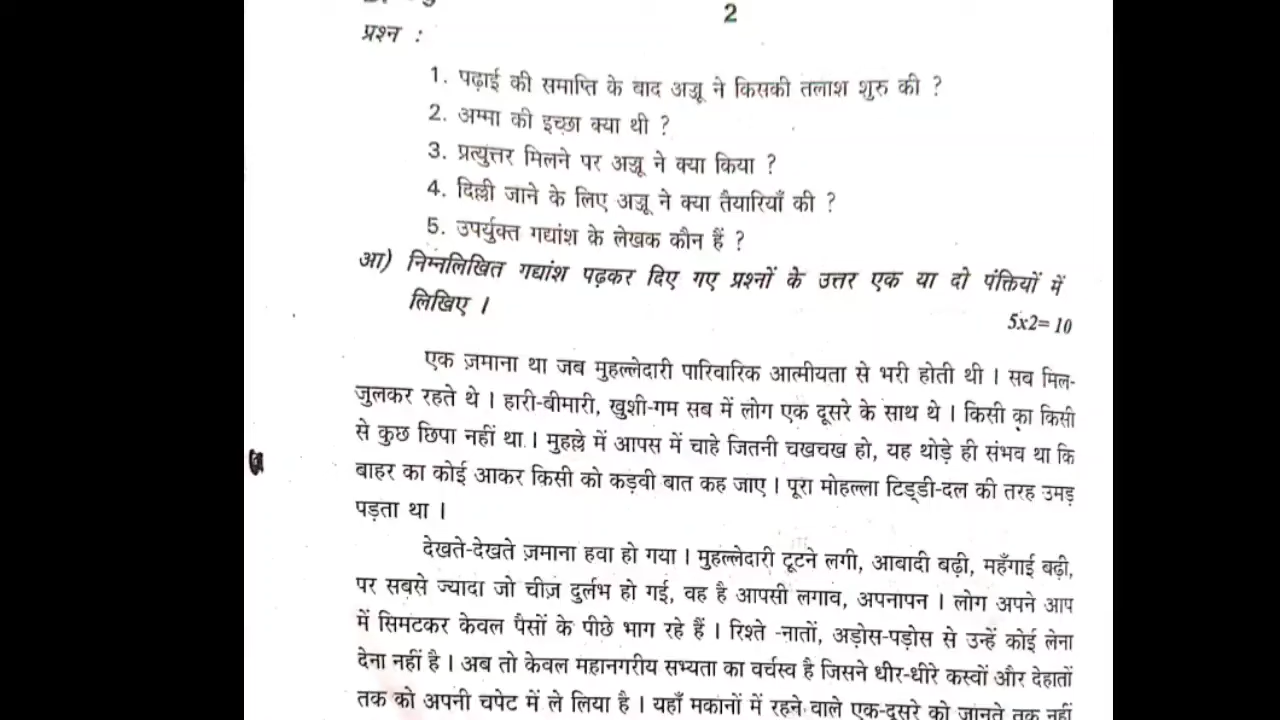 2
प्रश्न :
1. पढ़ाई की समाप्ति के बाद अज्जू ने किसकी तलाश शुरु की ?
2. अम्मा की इच्छा क्या थी ?
3. प्रत्युत्तर मिलने पर अज्जू ने क्या किया ?
4. दिल्ली जाने के लिए अज्जू ने क्या तैयारियाँ की ?
5. उपर्युक्त गद्यांश के लेखक कौन हैं ?
आ) निम्नलिखित गद्यांश पढ़कर दिए गए प्रश्नों के उत्तर एक या दो पंक्तियों में
लिखिए ।
5x2=10
एक ज़माना था जब मुहल्लेदारी पारिवारिक आत्मीयता से भरी होती थी । सब मिल-
जुलकर रहते थे । हारी-बीमारी, खुशी-गम सब में लोग एक दूसरे के साथ थे । किसी का किसी
से कुछ छिपा नहीं था । मुहल्ले में आपस में चाहे जितनी चखचख हो, यह थोड़े ही संभव था कि
बाहर का कोई आकर किसी को कड़वी बात कह जाए । पूरा मोहल्ला टिड्डी-दल की तरह उमड़
पड़ता था ।
देखते-देखते ज़माना हवा हो गया । मुहल्लेदारी टूटने लगी, आबादी बढ़ी, महँगाई बढ़ी,
पर सबसे ज्यादा जो चीज़ दुर्लभ हो गई, वह है आपसी लगाव, अपनापन । लोग अपने आप
में सिमटकर केवल पैसों के पीछे भाग रहे हैं । रिश्ते -नातों, अड़ोस-पड़ोस से उन्हें कोई लेना
देना नहीं है । अब तो केवल महानगरीय सभ्यता का वर्चस्व है जिसने धीर-धीरे कस्वों और देहातों
तक को अपनी चपेट में ले लिया है । यहाँ मकानों में रहने वाले एक-दूसरे को जानते तक नहीं